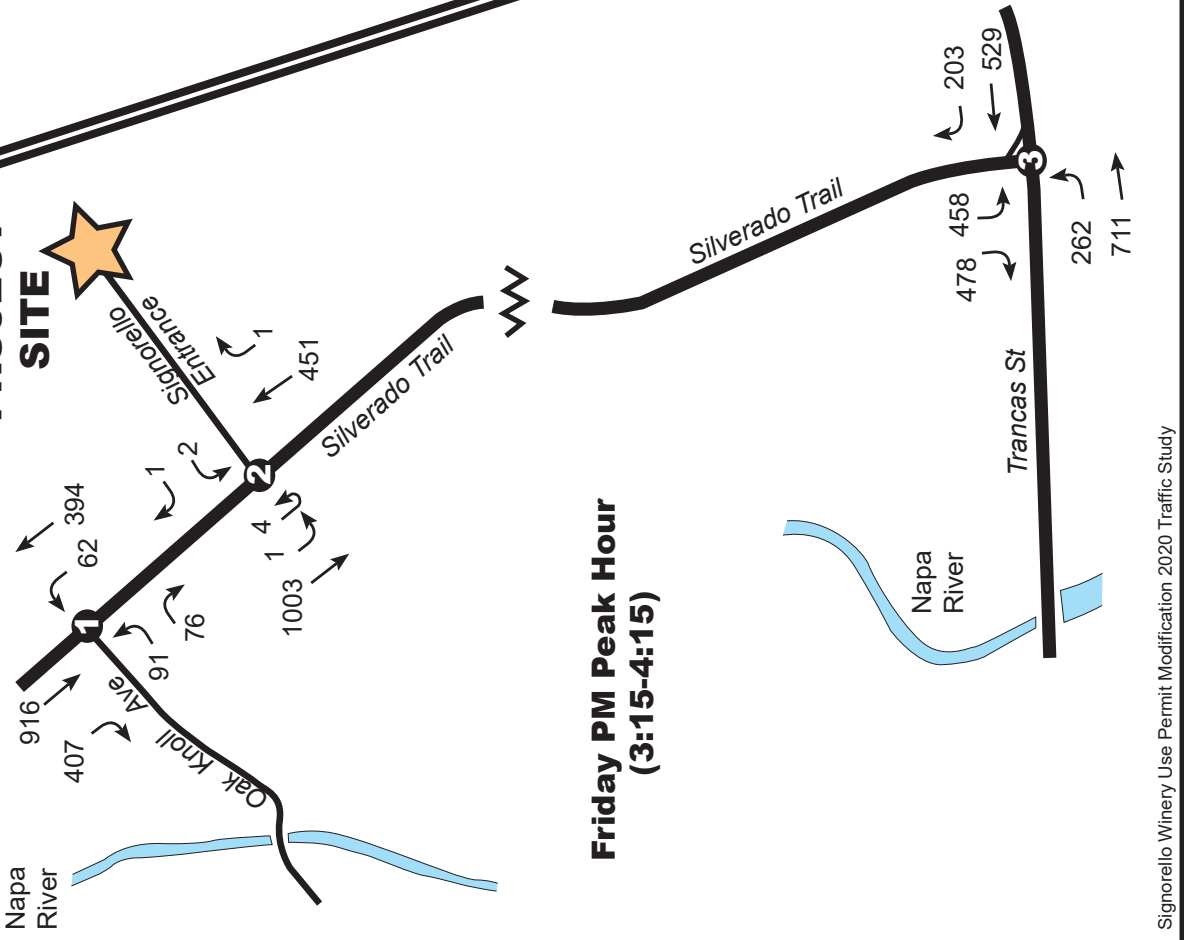 SITE
Signorello
Entrance
1
451
2
1
394
62
4
1
1003
76
91
916
407
1
2
3
Silverado Trail
Oak Knoll Ave
Napa
River
Friday PM Peak Hour
(3:15-4:15)
Silverado Trail
203
529
458
478
262
711
Trancas St
Napa
River
Signorello Winery Use Permit Modification 2020 Traffic Study